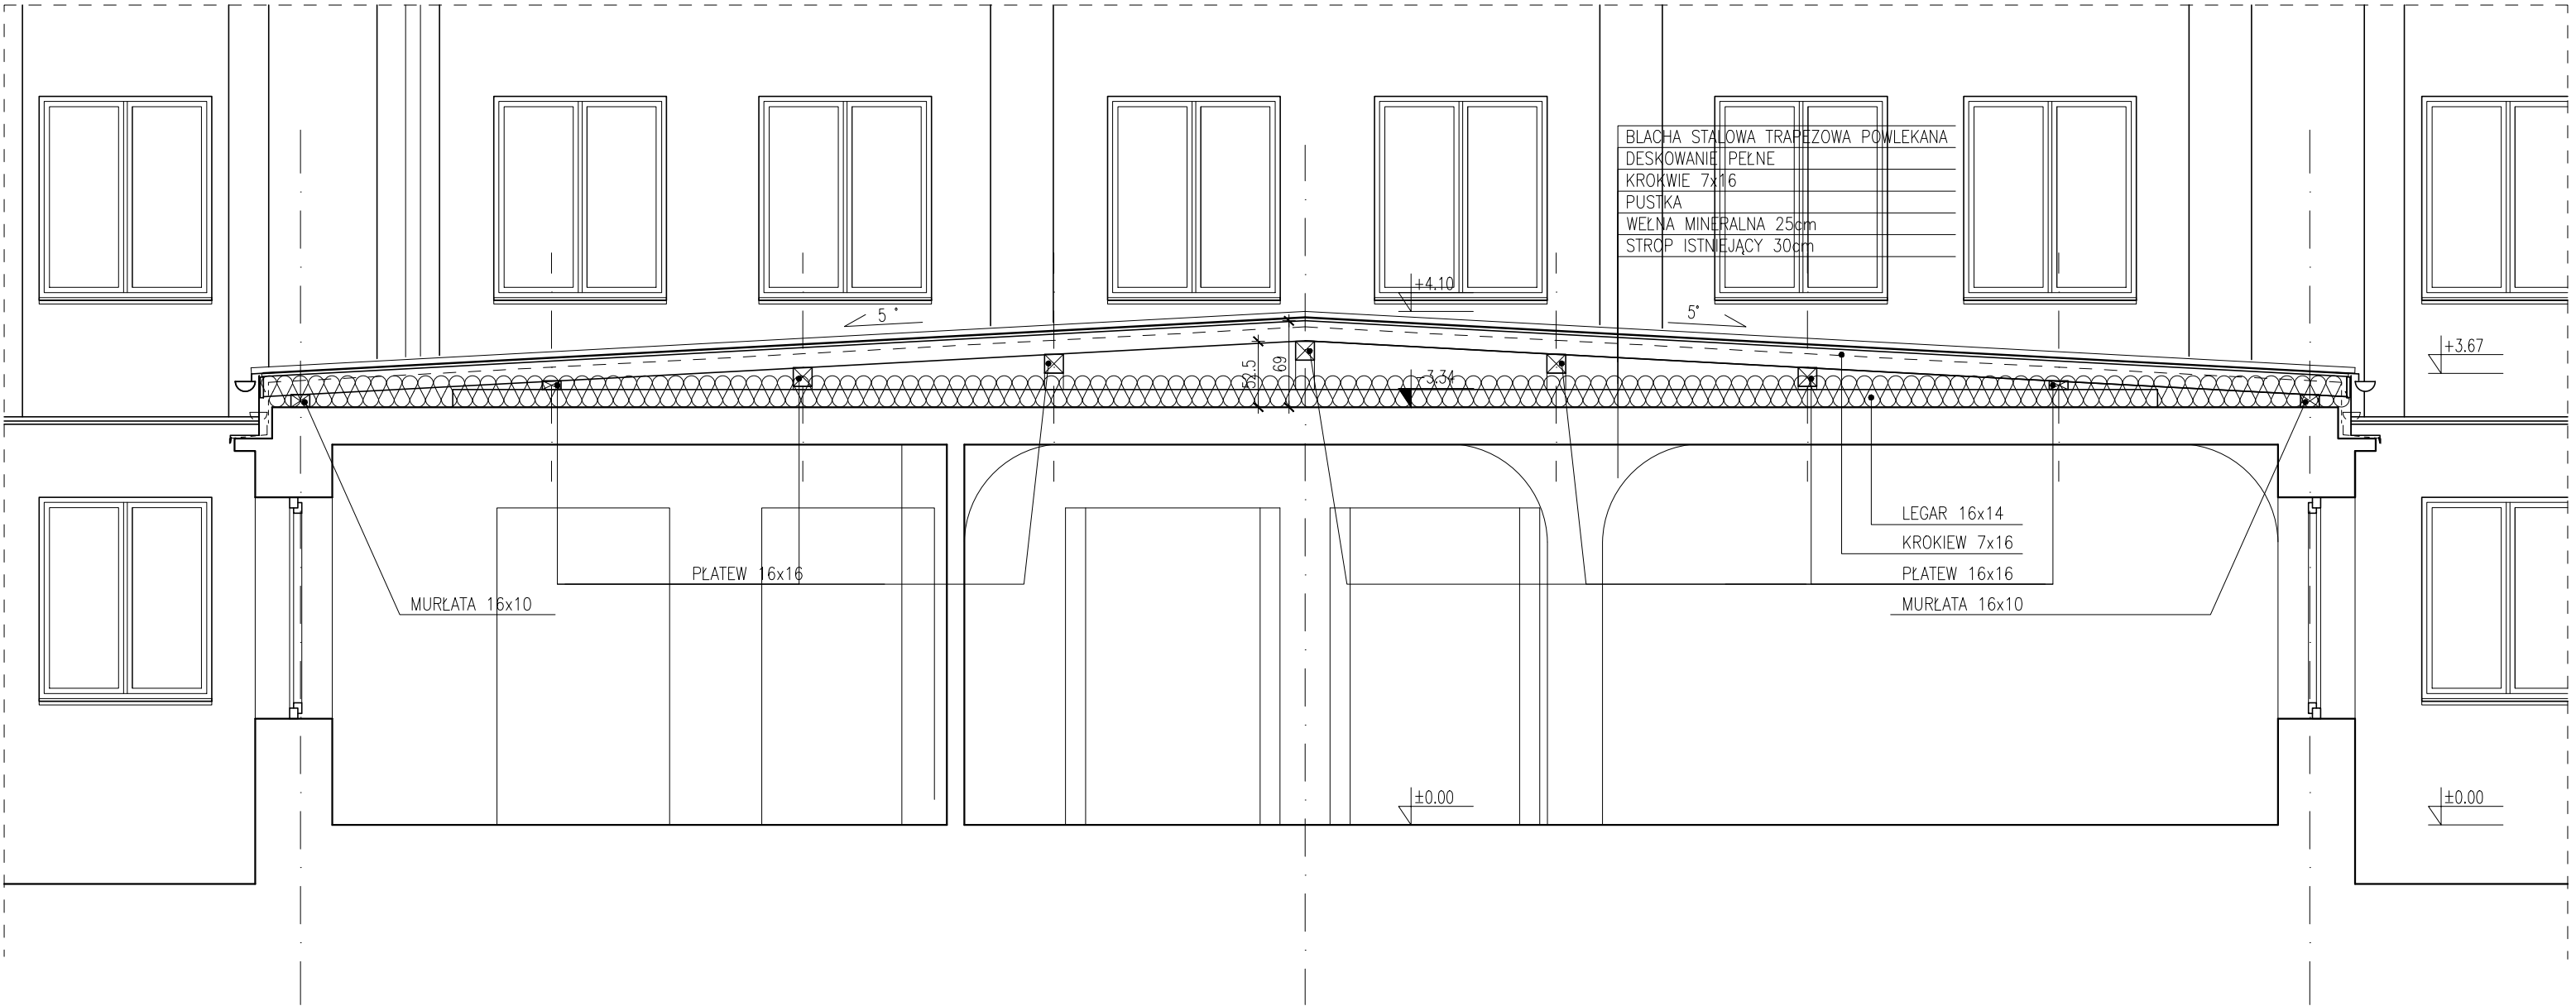 BLACHA STALOWA TRAPEZOWA POWLEKANA
DESKOWANIE PEŁNE
KROKWIE 7x16
PUSTKA
WEŁNA MINERALNA 25cm
STROP ISTNIEJĄCY 30cm
+4.10
5°
5°
+3.67
52.5
69
-3.34
LEGAR 16x14
KROKIEW 7x16
PŁATEW 16x16
PŁATEW 16x16
MURŁATA 16x10
MURŁATA 16x10
±0.00
±0.00